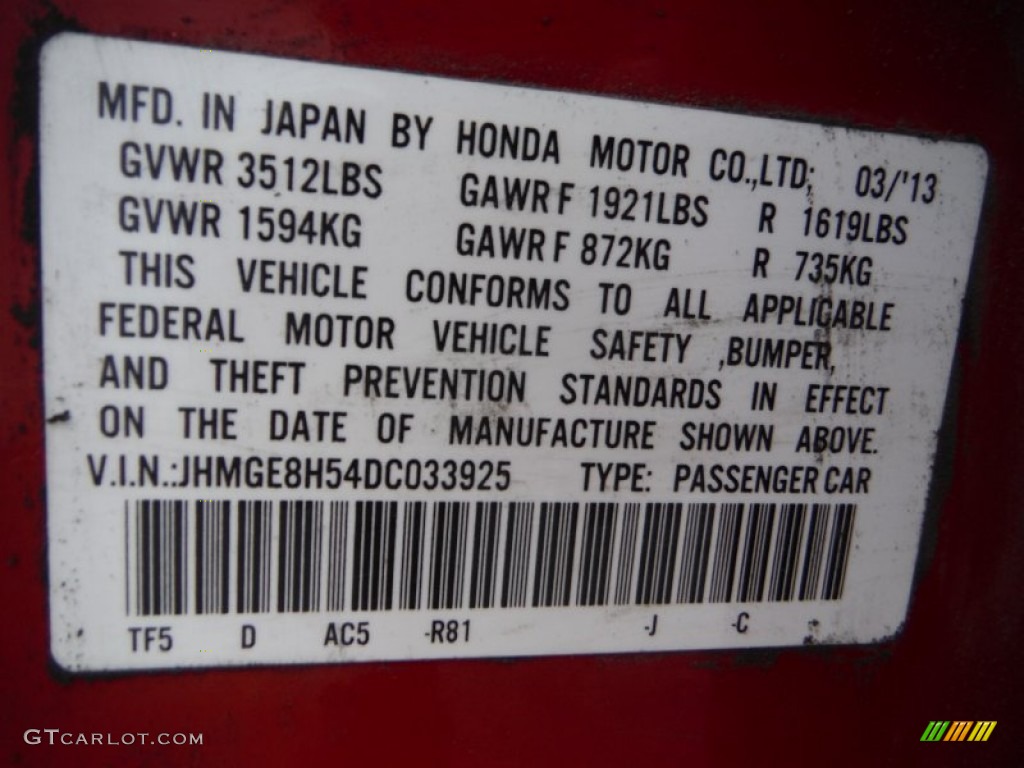 MFD. IN JAPAN BY HONDA MOTOR CO.,LTD; 03/'13
GVWR 3512LBS GAWR F 1921LBS R 1619LBS
GVWR 1594KG GAWR F 872KG R 735KG
THIS VEHICLE CONFORMS TO ALL APPLICABLE
FEDERAL MOTOR VEHICLE SAFETY ,BUMPER,
AND THEFT PREVENTION STANDARDS IN EFFECT
ON THE DATE OF MANUFACTURE SHOWN ABOVE.
V.I.N.:JHMGE8H54DC033925 TYPE: PASSENGER CAR
TF5 D AC5 -R81 -J -C
GTCARLOT.COM